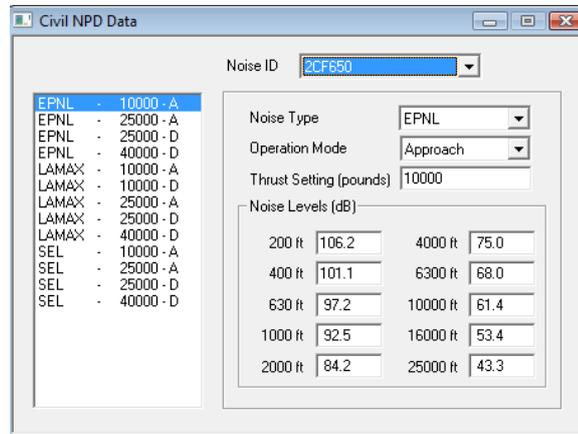 Civil NPD Data
Noise ID 2CF650
EPNL - 10000 - A
EPNL - 25000 - A
EPNL - 25000 - D
EPNL - 40000 - D
LAMAX - 10000 - A
LAMAX - 10000 - D
LAMAX - 25000 - A
LAMAX - 25000 - D
LAMAX - 40000 - D
SEL - 10000 - A
SEL - 25000 - A
SEL - 25000 - D
SEL - 40000 - D
Noise Type EPNL
Operation Mode Approach
Thrust Setting (pounds) 10000
Noise Levels (dB)
200 ft 106.2 4000 ft 75.0
400 ft 101.1 6300 ft 68.0
630 ft 97.2 10000 ft 61.4
1000 ft 92.5 16000 ft 53.4
2000 ft 84.2 25000 ft 43.3